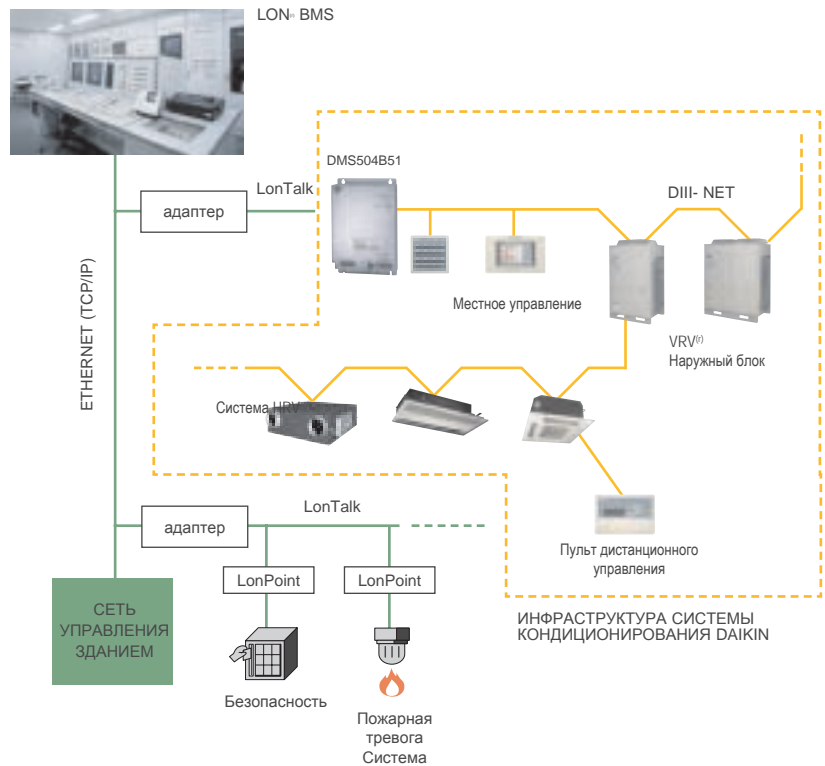 LON® BMS
DMS504B51
LonTalk
адаптер
DIII- NET
ETHERNET (TCP/IP)
Местное управление
VRV(r)
Наружный блок
Система HRV
LonTalk
адаптер
Пульт дистанционного
управления
LonPoint
LonPoint
СЕТЬ
УПРАВЛЕНИЯ
ЗДАНИЕМ
ИНФРАСТРУКТУРА СИСТЕМЫ
КОНДИЦИОНИРОВАНИЯ DAIKIN
Безопасность
Пожарная
тревога
Система